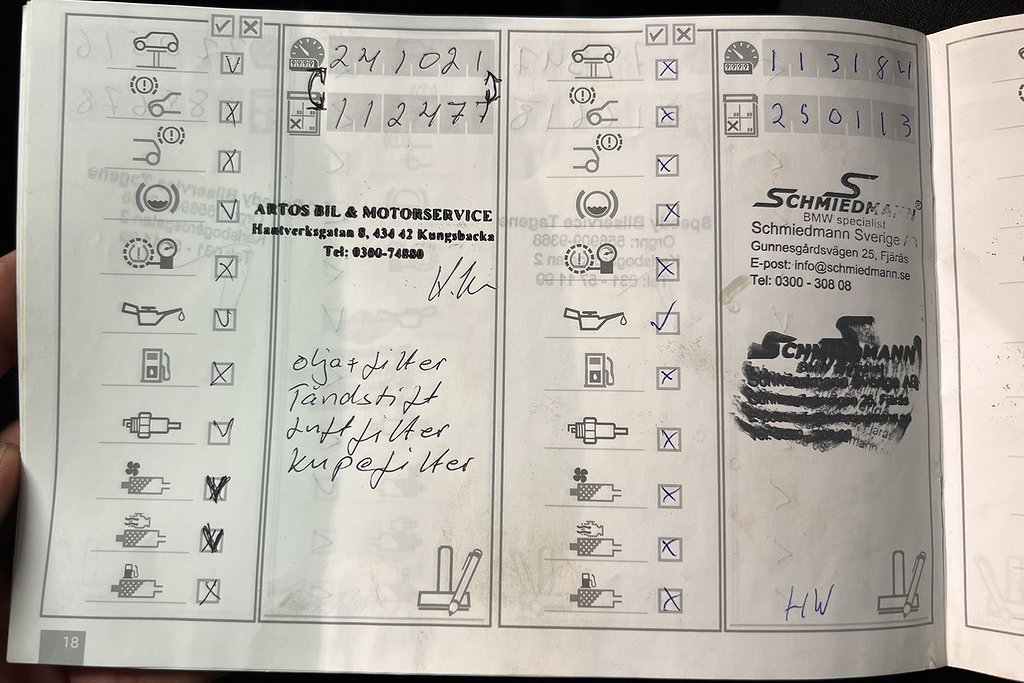 241021
112477
ARTOS BIL & MOTORSERVICE
Hantverksgatan 8, 434 42 Kungsbacka
Tel: 0300-74880
olja+filter
Tändstift
Luftfilter
Kupefilter
18
113184
250113
SCHMIEDMANN
BMW specialist
Schmiedmann Sverige AB
Gunnesgårdsvägen 25, Fjärås
E-post: info@schmiedmann.se
Tel: 0300 - 308 08
SCHMIEDMANN
HW